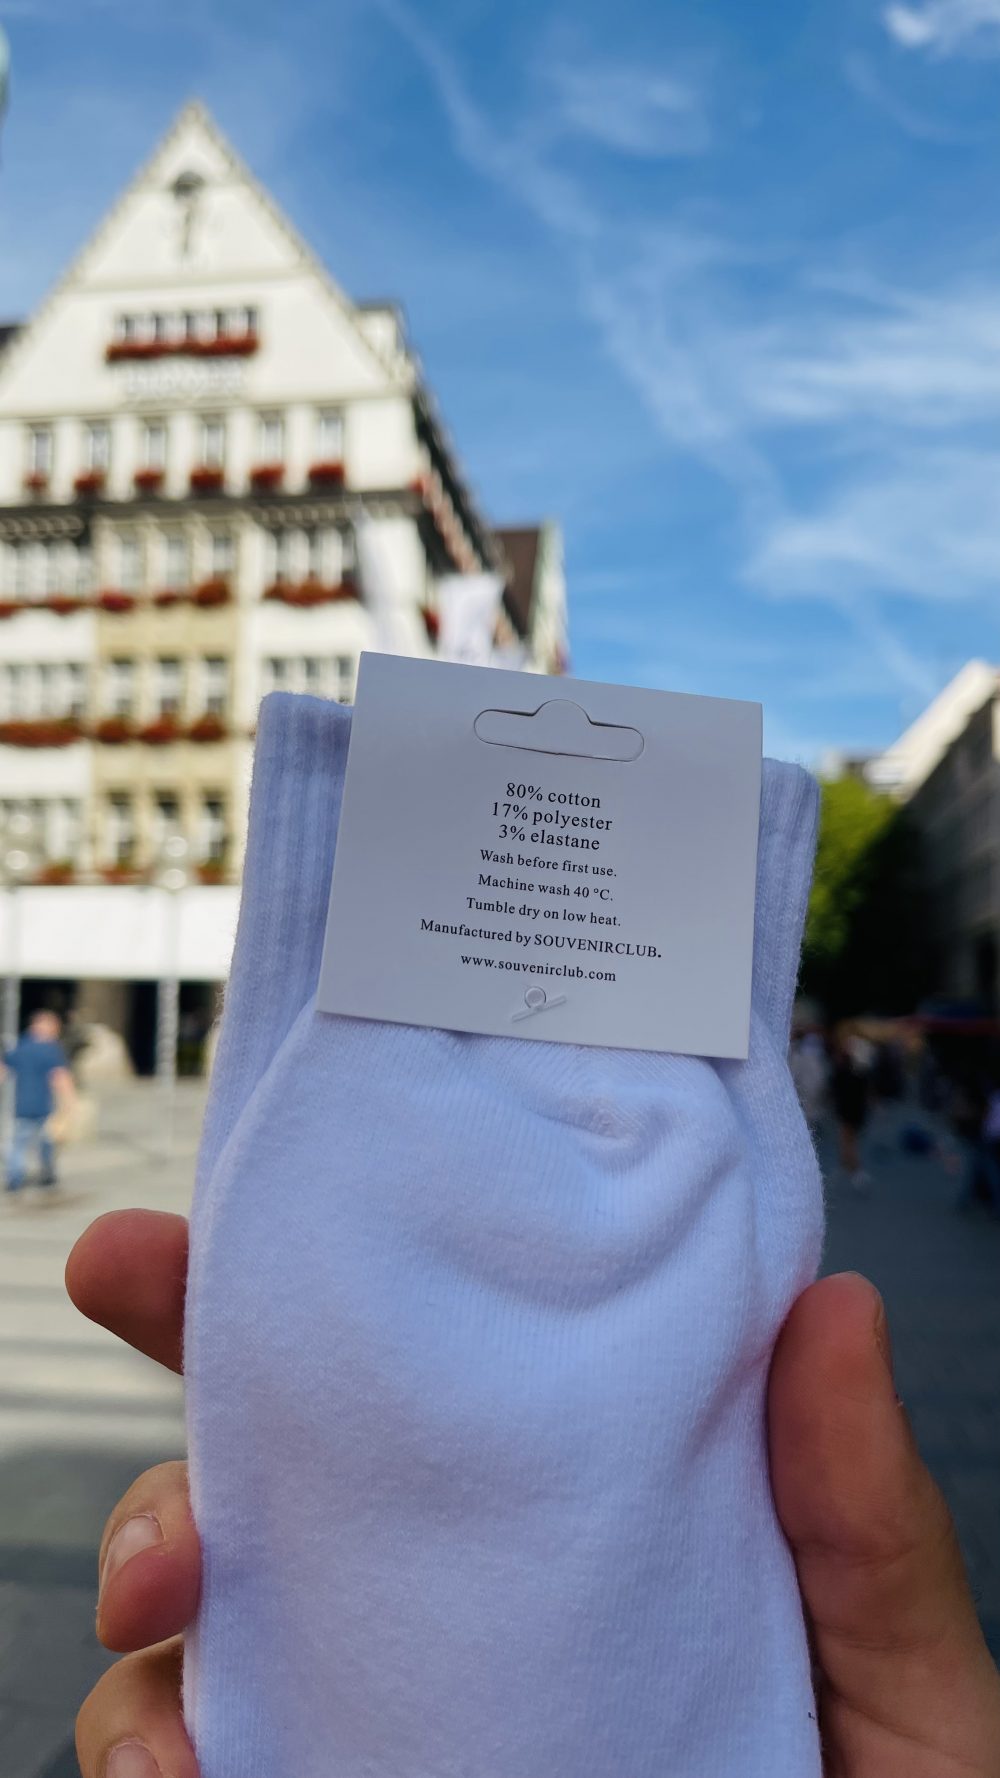 80% cotton
17% polyester
3% elastane
Wash before first use.
Machine wash 40 °C.
Tumble dry on low heat.
Manufactured by SOUVENIRCLUB.
www.souvenirclub.com